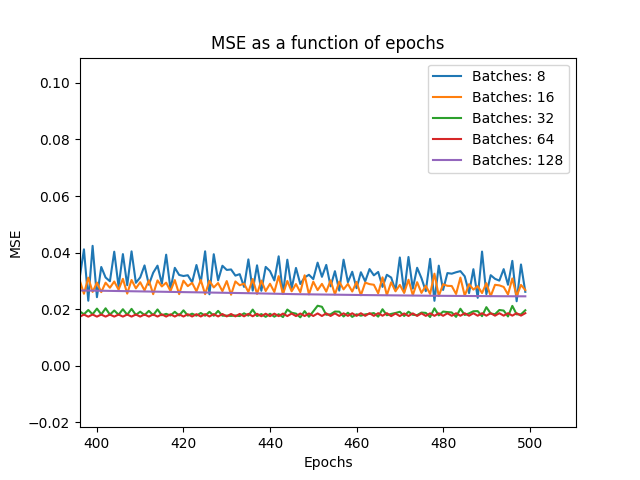 MSE as a function of epochs
Batches: 8
Batches: 16
Batches: 32
Batches: 64
Batches: 128
MSE
0.10
0.08
0.06
0.04
0.02
0.00
−0.02
400
420
440
460
480
500
Epochs